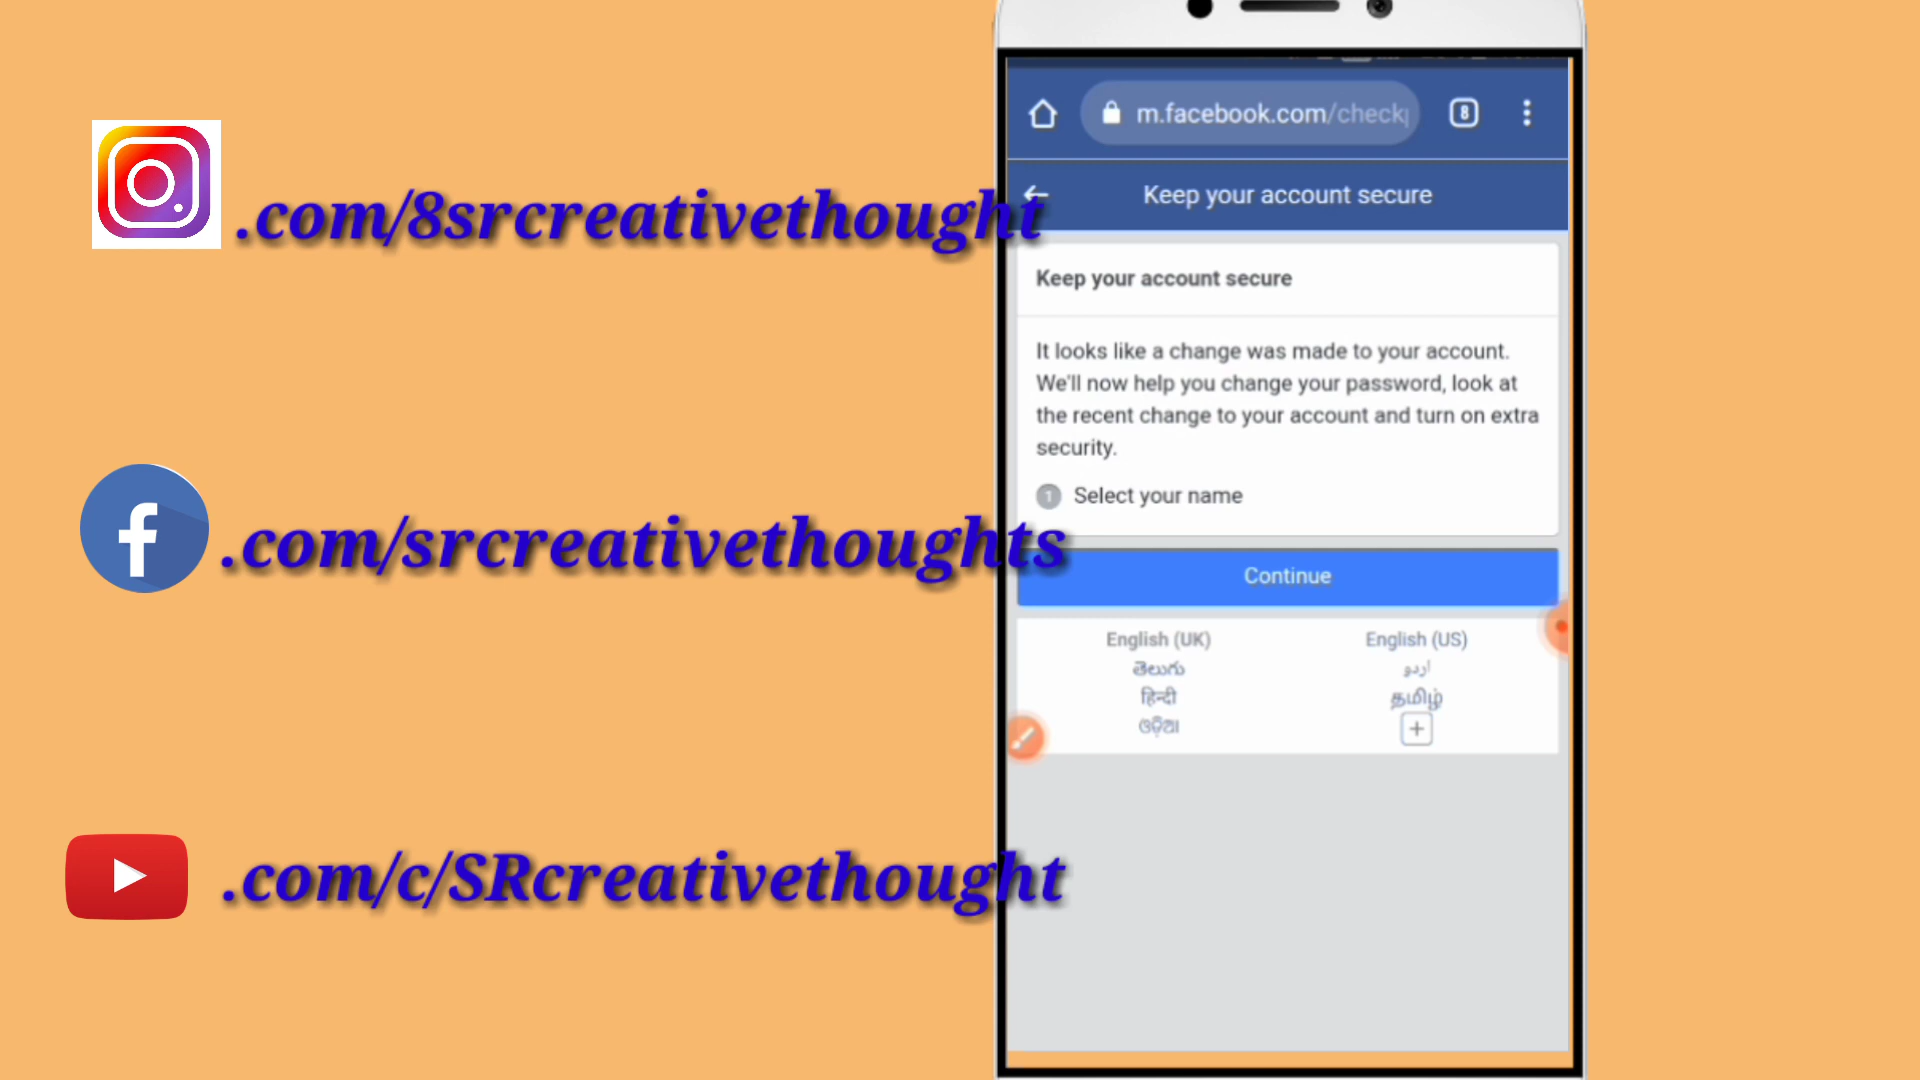 .com/8srcreativethought
.com/srcreativethoughts
.com/c/SRcreativethought
m.facebook.com/check
8
Keep your account secure
Keep your account secure
It looks like a change was made to your account.
We'll now help you change your password, look at
the recent change to your account and turn on extra
security.
1 Select your name
Continue
English (UK)
English (US)
తెలుగు
اردو
हिन्दी
தமிழ்
ଓଡ଼ିଆ
+